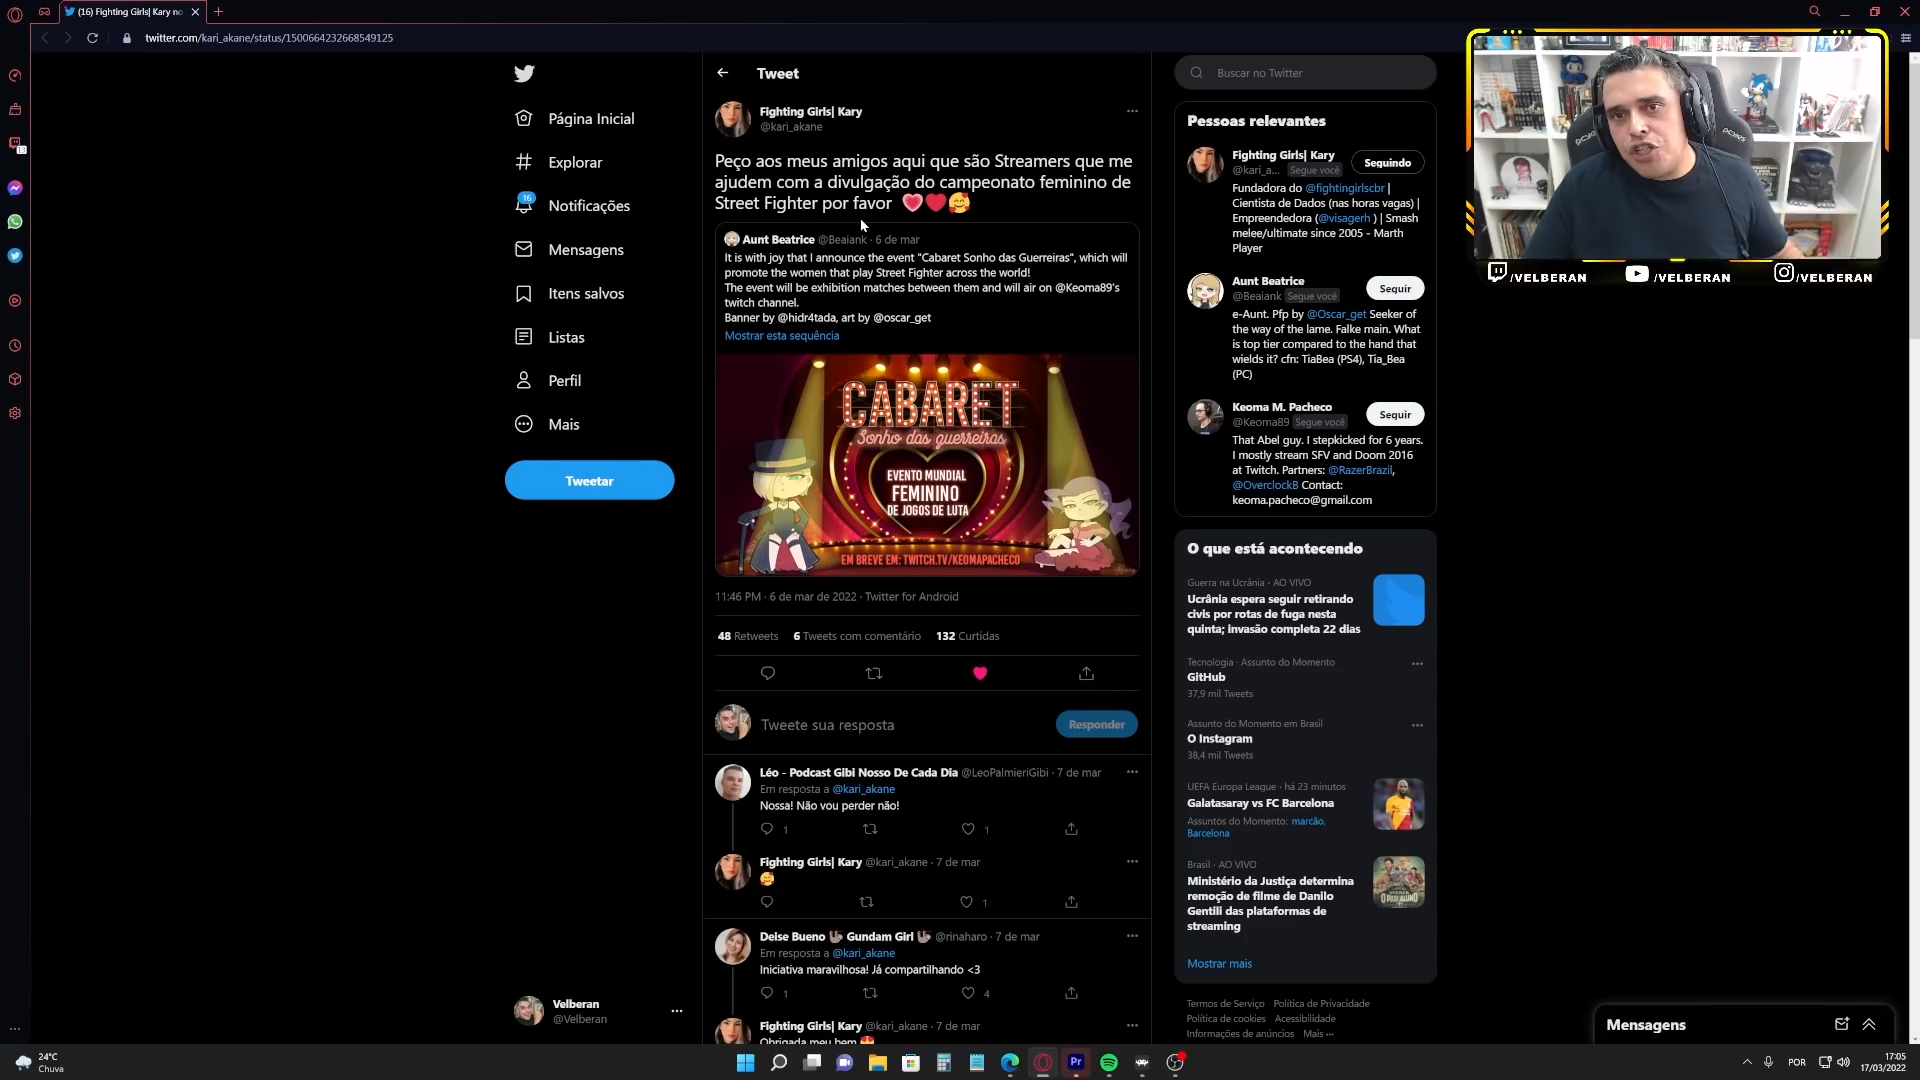 (16) Fighting Girls| Kary no
twitter.com/kari_akane/status/1500664232668549125
13
Página Inicial
Explorar
16
Notificações
Mensagens
Itens salvos
Listas
Perfil
Mais
Tweetar
Velberan
@Velberan
Tweet
Fighting Girls| Kary
@kari_akane
Peço aos meus amigos aqui que são Streamers que me
ajudem com a divulgação do campeonato feminino de
Street Fighter por favor
Aunt Beatrice @Beaiank · 6 de mar
It is with joy that I announce the event "Cabaret Sonho das Guerreiras", which will
promote the women that play Street Fighter across the world!
The event will be exhibition matches between them and will air on @Keoma89's
twitch channel.
Banner by @hidr4tada, art by @oscar_get
Mostrar esta sequência
CABARET
Sonho das guerreiras
EVENTO MUNDIAL
FEMININO
DE JOGOS DE LUTA
EM BREVE EM: TWITCH.TV/KEOMAPACHECO
11:46 PM · 6 de mar de 2022 · Twitter for Android
48 Retweets 6 Tweets com comentário 132 Curtidas
Tweete sua resposta
Responder
Léo - Podcast Gibi Nosso De Cada Dia @LeoPalmieriGibi · 7 de mar
Em resposta a @kari_akane
Nossa! Não vou perder não!
1 1
Fighting Girls| Kary @kari_akane · 7 de mar
1
Deise Bueno Gundam Girl @rinaharo · 7 de mar
Em resposta a @kari_akane
Iniciativa maravilhosa! Já compartilhando <3
1 4
Fighting Girls| Kary @kari_akane · 7 de mar
Obrigada meu bem
Buscar no Twitter
Pessoas relevantes
Fighting Girls| Kary
@kari_a... Segue você
Seguindo
Fundadora do @fightingirlscbr |
Cientista de Dados (nas horas vagas) |
Empreendedora (@visagerh ) | Smash
melee/ultimate since 2005 - Marth
Player
Aunt Beatrice
@Beaiank Segue você
Seguir
e-Aunt. Pfp by @Oscar_get Seeker of
the way of the lame. Falke main. What
is top tier compared to the hand that
wields it? cfn: TiaBea (PS4), Tia_Bea
(PC)
Keoma M. Pacheco
@Keoma89 Segue você
Seguir
That Abel guy. I stepkicked for 6 years.
I mostly stream SFV and Doom 2016
at Twitch. Partners: @RazerBrazil,
@OverclockB Contact:
keoma.pacheco@gmail.com
O que está acontecendo
Guerra na Ucrânia · AO VIVO
Ucrânia espera seguir retirando
civis por rotas de fuga nesta
quinta; invasão completa 22 dias
Tecnologia · Assunto do Momento
GitHub
37,9 mil Tweets
Assunto do Momento em Brasil
O Instagram
38,4 mil Tweets
UEFA Europa League · há 23 minutos
Galatasaray vs FC Barcelona
Assuntos do Momento: marcão,
Barcelona
Brasil · AO VIVO
Ministério da Justiça determina
remoção de filme de Danilo
Gentili das plataformas de
streaming
Mostrar mais
Termos de Serviço Política de Privacidade
Política de cookies Acessibilidade
Informações de anúncios Mais ···
/VELBERAN /VELBERAN /VELBERAN
Mensagens
24°C
Chuva
Pr
POR
17:05
17/03/2022